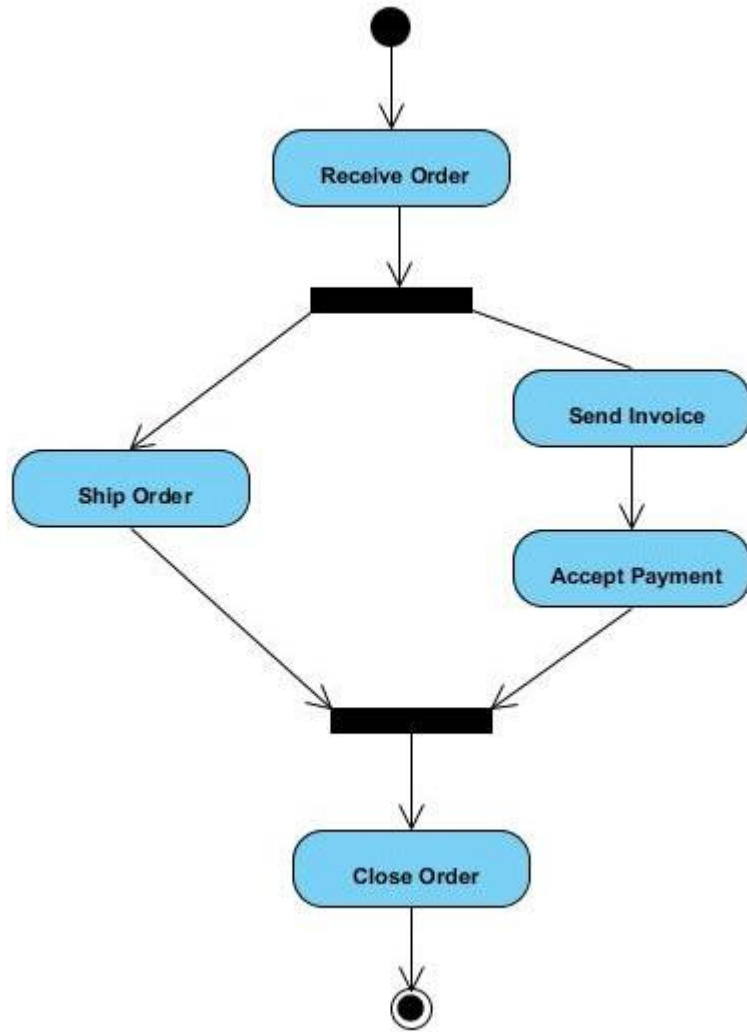 Receive Order
Send Invoice
Ship Order
Accept Payment
Close Order